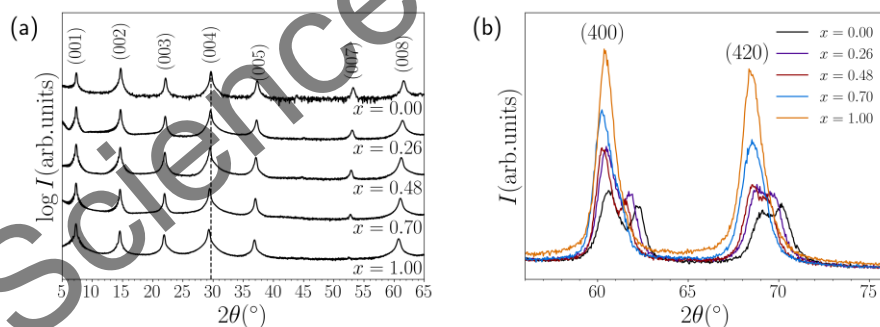 (a)
(001)
(002)
(003)
(004)
(005)
(007)
(008)
x = 0.00
x = 0.26
x = 0.48
x = 0.70
x = 1.00
log I(arb.units)
5 10 15 20 25 30 35 40 45 50 55 60 65
2θ(°)
(b)
(400)
(420)
x = 0.00
x = 0.26
x = 0.48
x = 0.70
x = 1.00
I(arb.units)
60 65 70 75
2θ(°)
Science